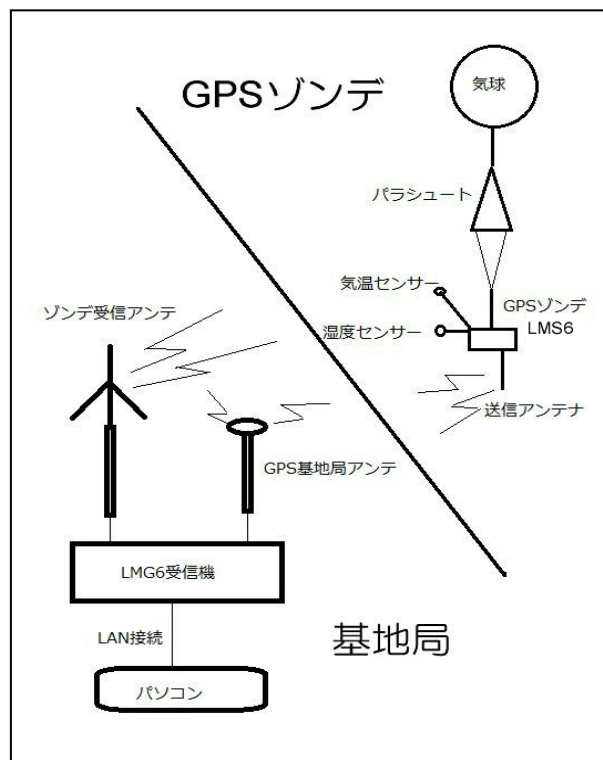 GPSゾンデ
気球
パラシュート
気温センサー
GPSゾンデ
LMS6
湿度センサー
送信アンテナ
ゾンデ受信アンテ
GPS基地局アンテ
LMG6受信機
LAN接続
基地局
パソコン